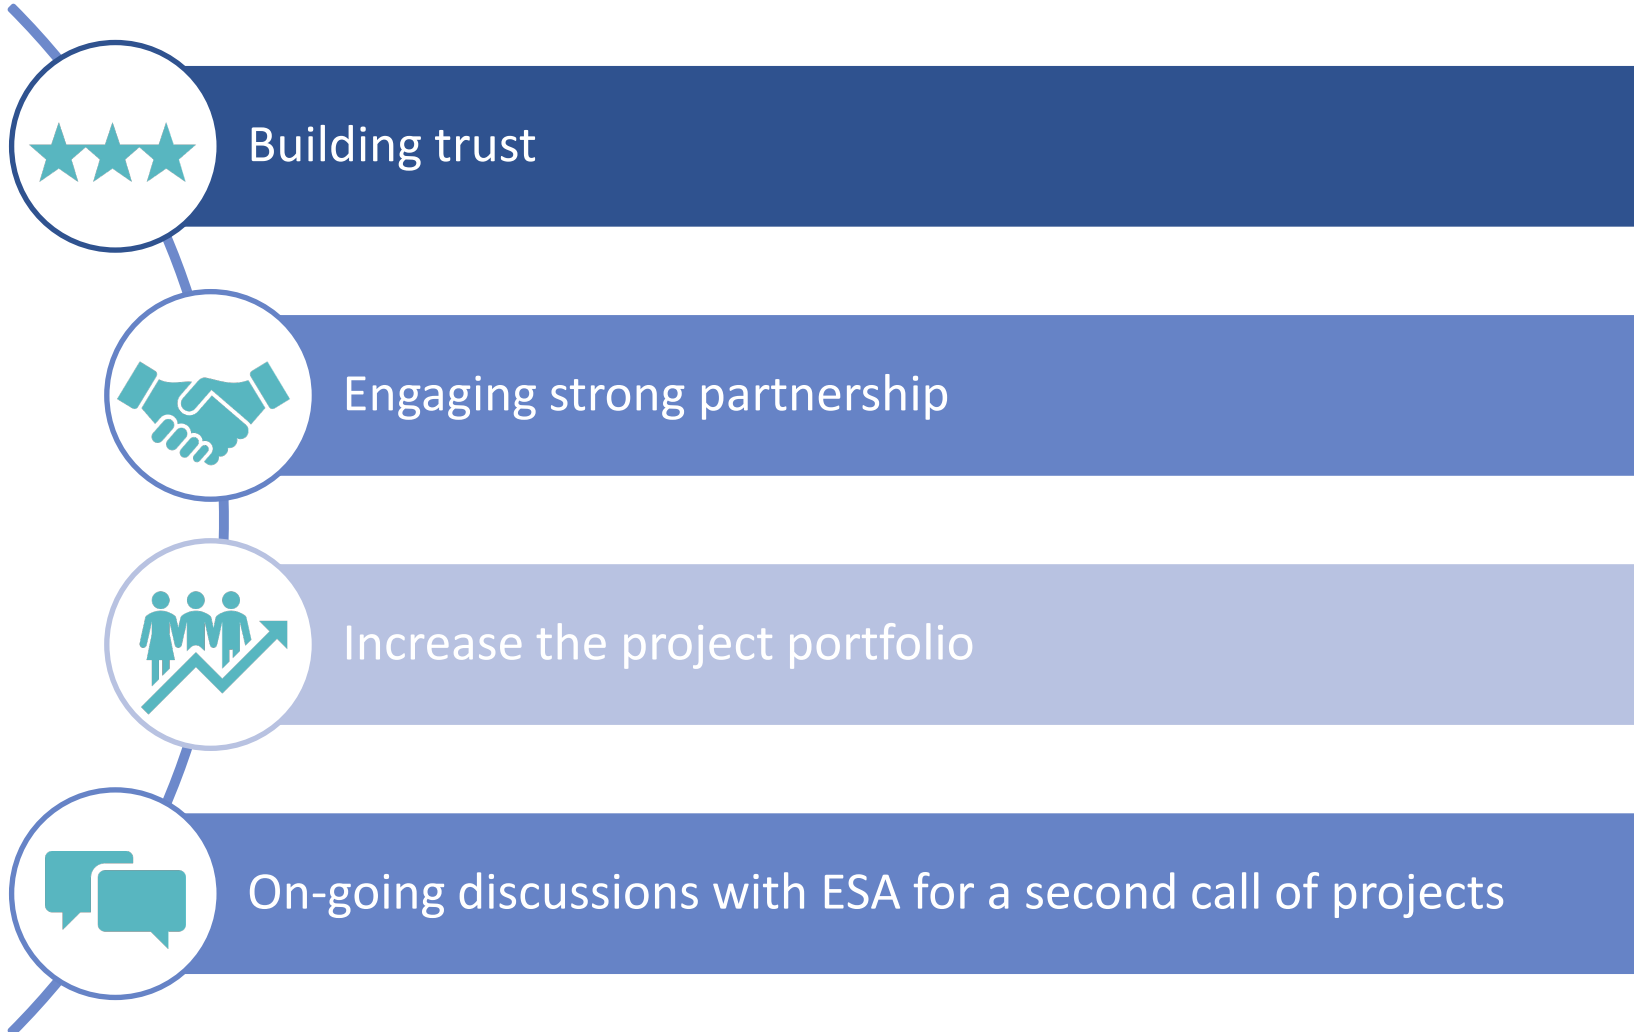 Building trust
Engaging strong partnership
Increase the project portfolio
On-going discussions with ESA for a second call of projects